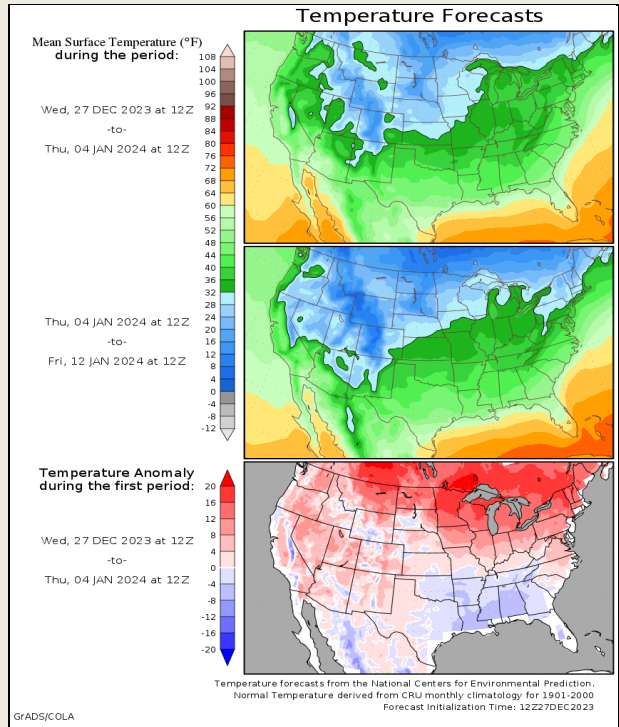 Temperature Forecasts
Mean Surface Temperature (°F)
during the period:
Wed, 27 DEC 2023 at 12Z
-to-
Thu, 04 JAN 2024 at 12Z
108
104
100
96
92
88
84
80
76
72
68
64
60
56
52
48
44
40
36
32
28
24
20
16
12
8
4
0
-4
-8
-12
Thu, 04 JAN 2024 at 12Z
-to-
Fri, 12 JAN 2024 at 12Z
Temperature Anomaly
during the first period:
Wed, 27 DEC 2023 at 12Z
-to-
Thu, 04 JAN 2024 at 12Z
20
16
12
8
4
0
-4
-8
-12
-16
-20
Temperature forecasts from the National Centers for Environmental Prediction.
Normal Temperature derived from CRU monthly climatology for 1901-2000
Forecast Initialization Time: 12Z27DEC2023
GrADS/COLA